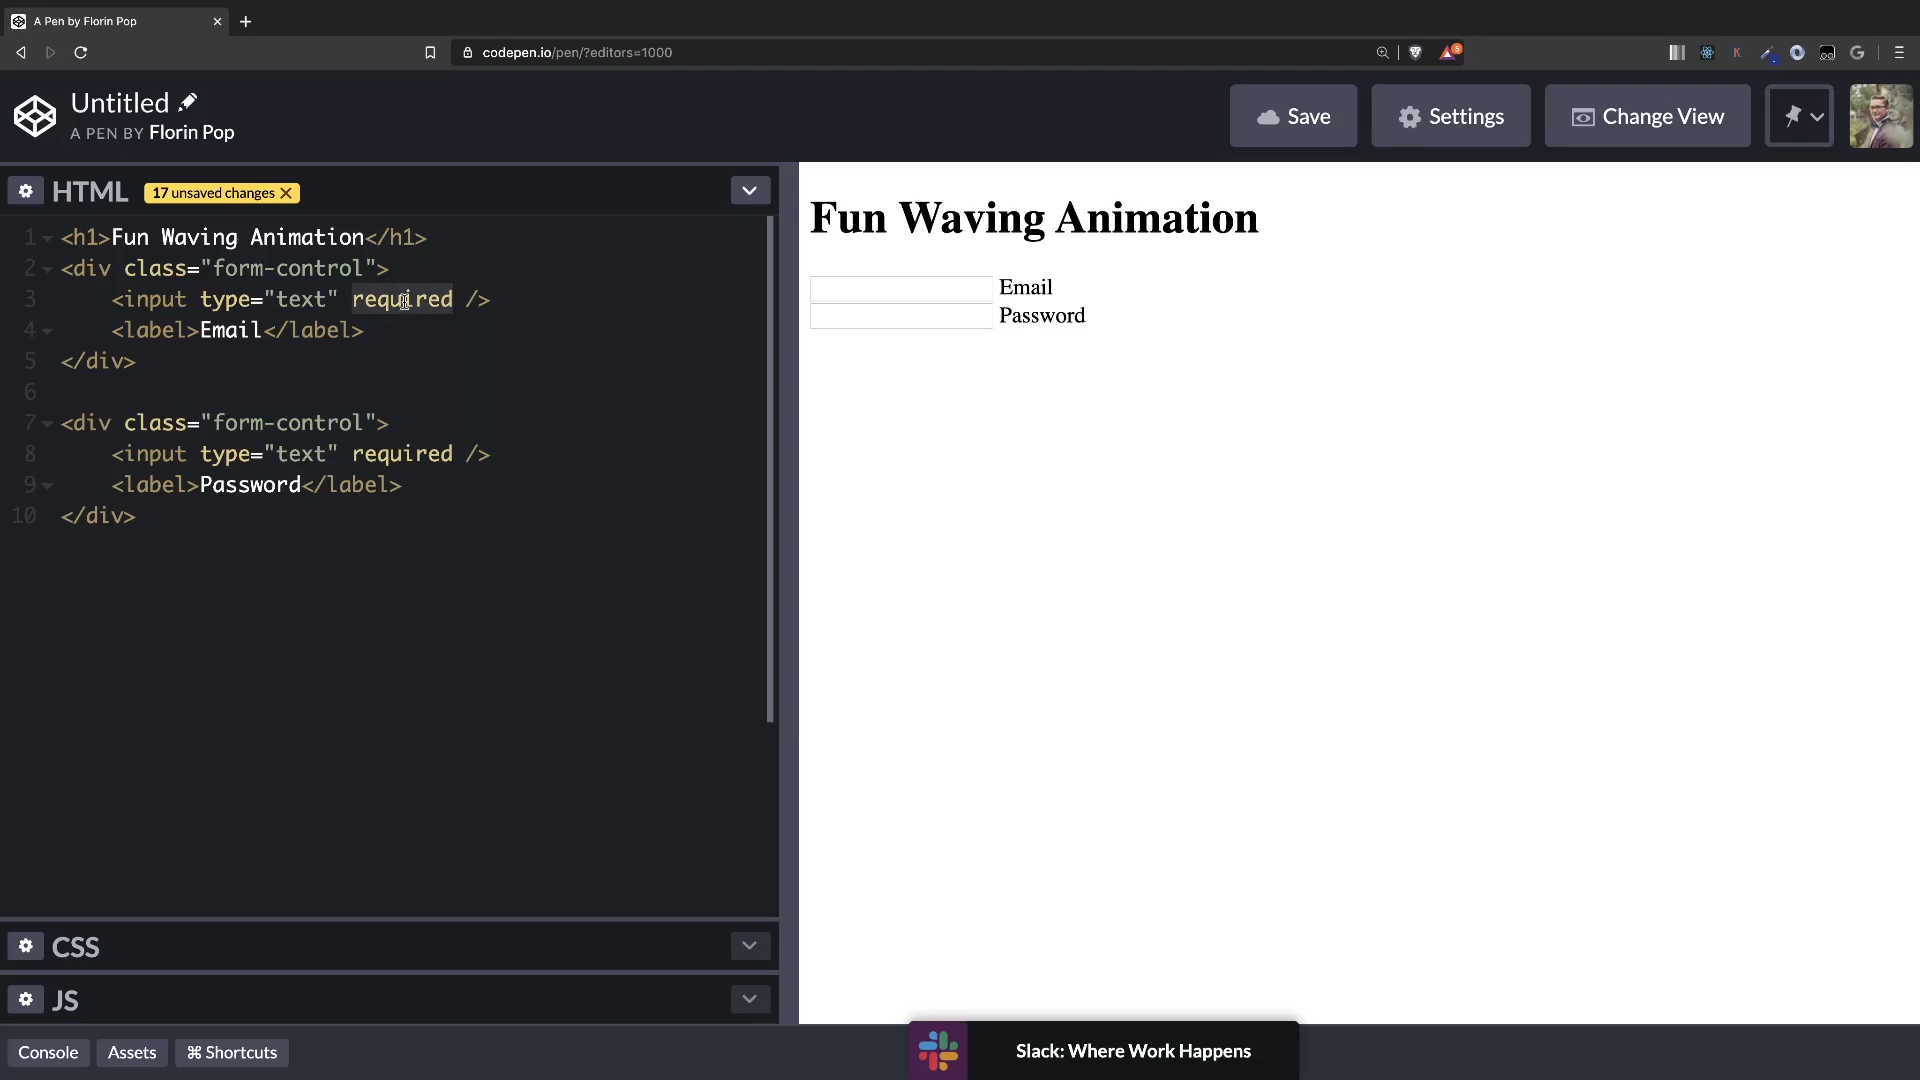 A Pen by Florin Pop
codepen.io/pen/?editors=1000
5
K
G
Untitled
A PEN BY Florin Pop
Save
Settings
Change View
HTML
17 unsaved changes
1 <h1>Fun Waving Animation</h1>
2 <div class="form-control">
3 <input type="text" required />
4 <label>Email</label>
5 </div>
6
7 <div class="form-control">
8 <input type="text" required />
9 <label>Password</label>
10 </div>
Fun Waving Animation
Email
Password
CSS
JS
Console
Assets
⌘ Shortcuts
Slack: Where Work Happens